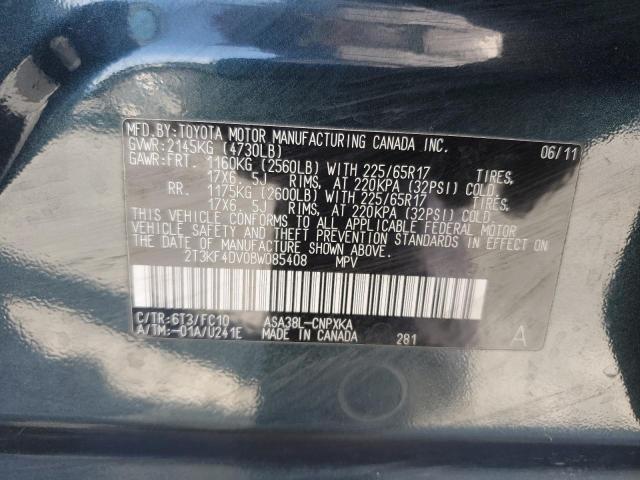 MFD.BY:TOYOTA MOTOR MANUFACTURING CANADA INC.
GVWR:2145KG (4730LB) 06/11
GAWR:FRT. 1160KG (2560LB) WITH 225/65R17 TIRES,
17X6. 5J RIMS, AT 220KPA (32PSI) COLD
RR. 1175KG (2600LB) WITH 225/65R17 TIRES,
17X6. 5J RIMS, AT 220KPA (32PSI) COLD.
THIS VEHICLE CONFORMS TO ALL APPLICABLE FEDERAL MOTOR
VEHICLE SAFETY AND THEFT PREVENTION STANDARDS IN EFFECT
ON THE DATE OF MANUFACTURE SHOWN ABOVE.
2T3KF4DV0BW085408 MPV
C/TR:6T3/FC10 ASA38L-CNPXKA
A/TM:-01A/U241E MADE IN CANADA 281 A